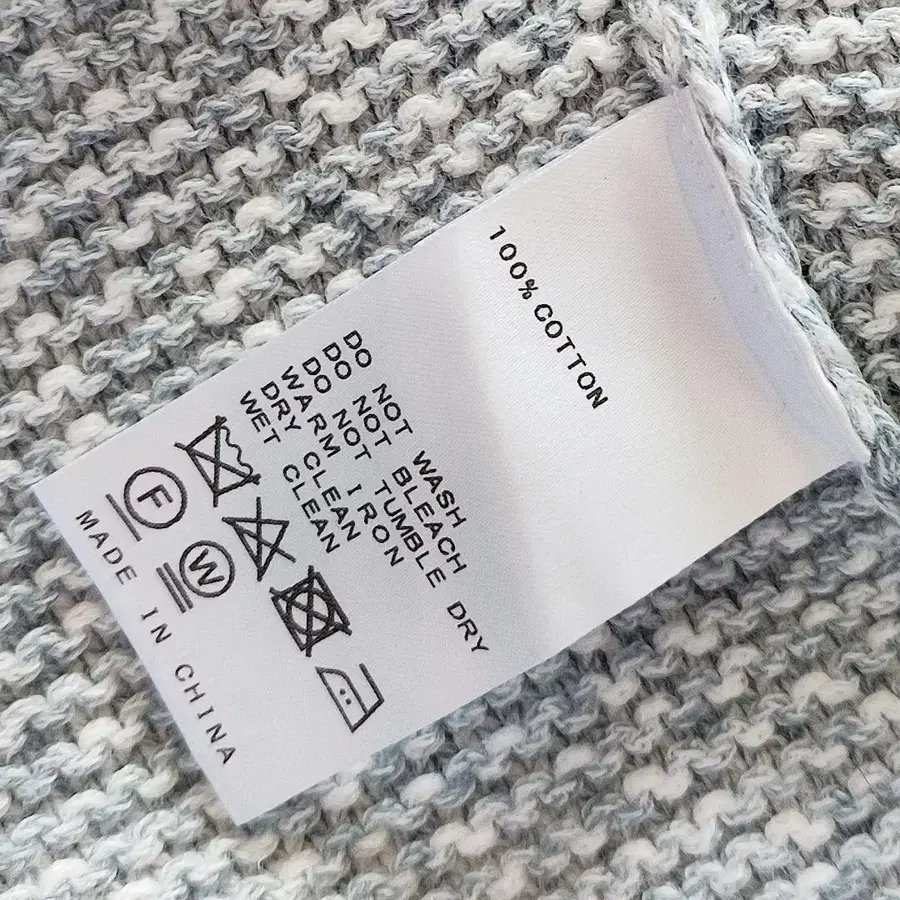 100% COTTON
DO NOT WASH
DO NOT BLEACH
DO NOT TUMBLE DRY
WARM IRON
DRY CLEAN
WET CLEAN
F W
MADE IN CHINA